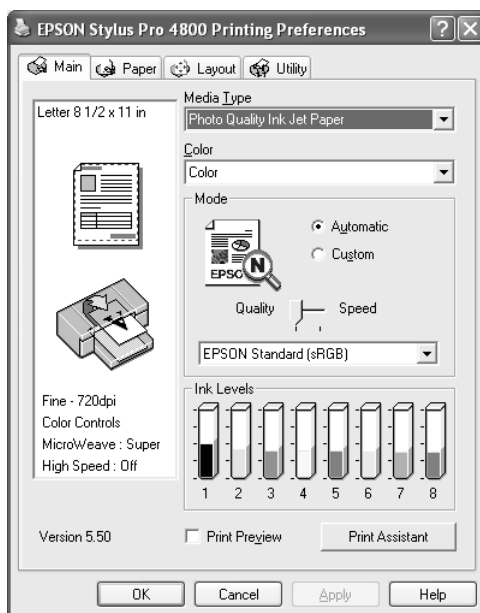 EPSON Stylus Pro 4800 Printing Preferences
Main Paper Layout Utility
Letter 8 1/2 x 11 in
Media Type
Photo Quality Ink Jet Paper
Color
Color
Mode
EPSO N
Automatic
Custom
Quality Speed
EPSON Standard (sRGB)
Fine - 720dpi
Color Controls
MicroWeave : Super
High Speed : Off
Ink Levels
1 2 3 4 5 6 7 8
Version 5.50
Print Preview
Print Assistant
OK Cancel Apply Help